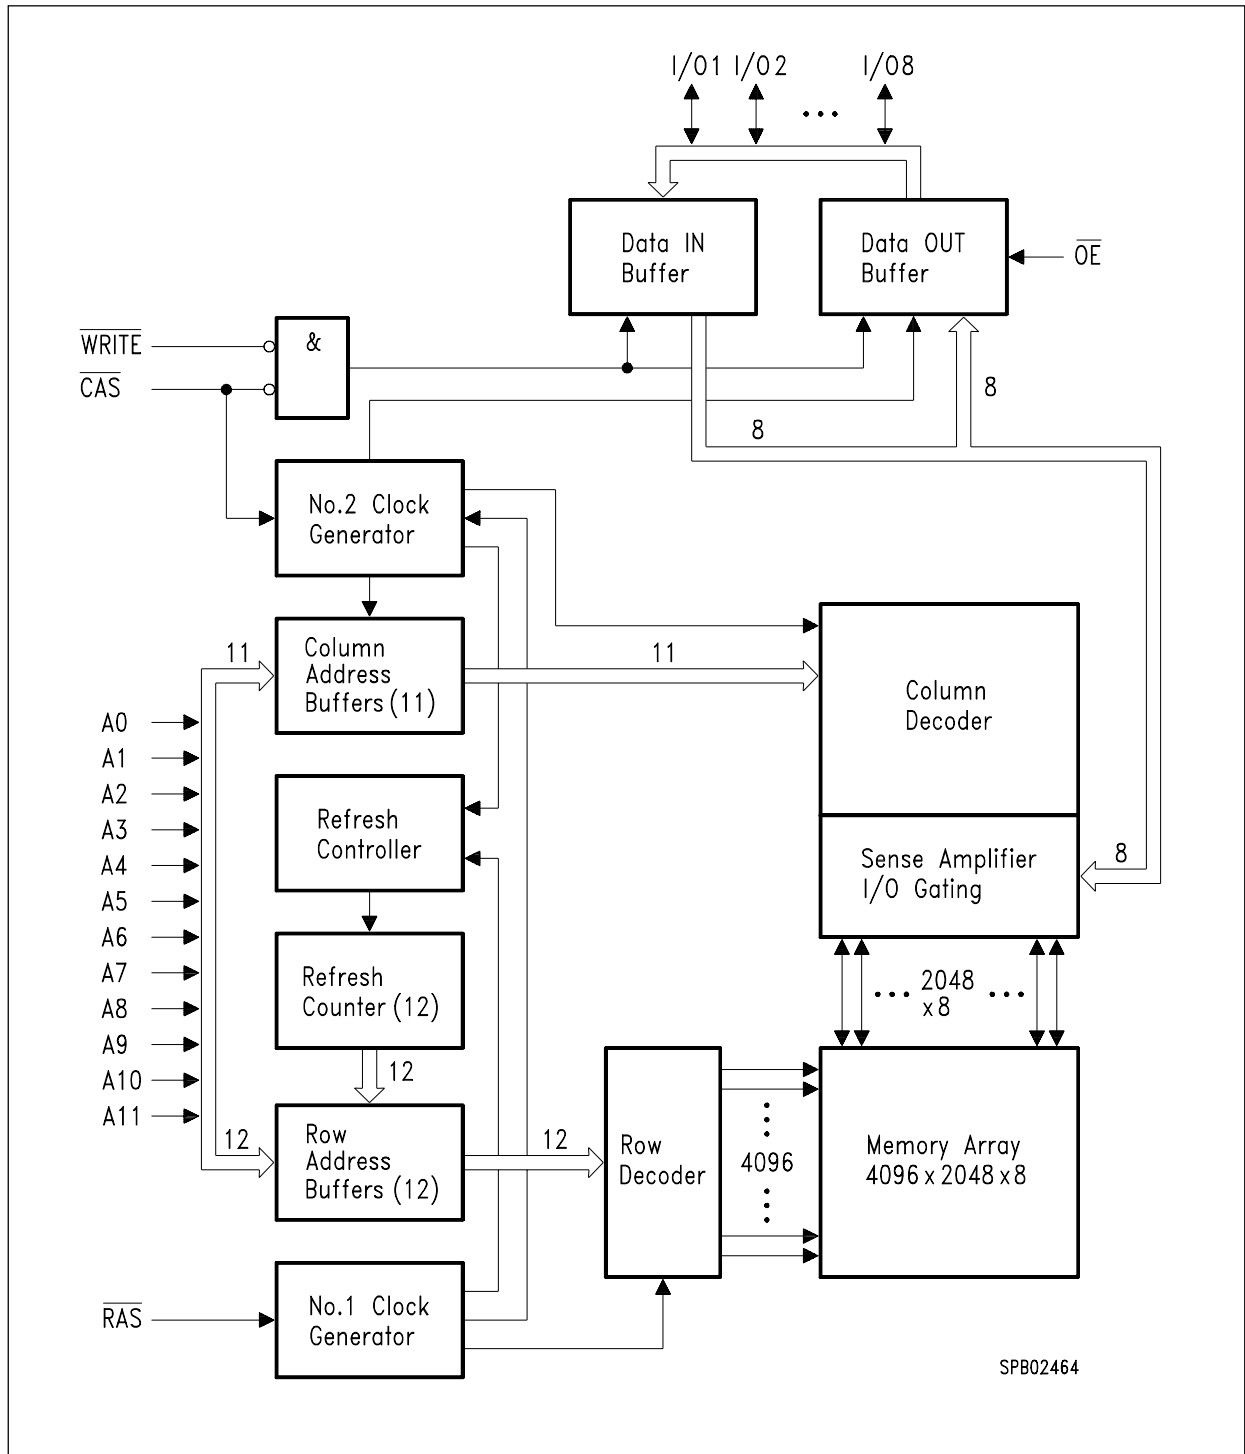 I/O1 I/O2 ... I/O8
Data IN
Buffer
Data OUT
Buffer
OE
WRITE
&
CAS
8
8
No.2 Clock
Generator
11
Column
Address
Buffers (11)
11
Column
Decoder
A0
A1
A2
A3
A4
A5
A6
A7
A8
A9
A10
A11
Refresh
Controller
Sense Amplifier
I/O Gating
8
Refresh
Counter (12)
... 2048 ...
x8
12
12
Row
Address
Buffers (12)
12
Row
Decoder
4096
Memory Array
4096x2048x8
RAS
No.1 Clock
Generator
SPB02464